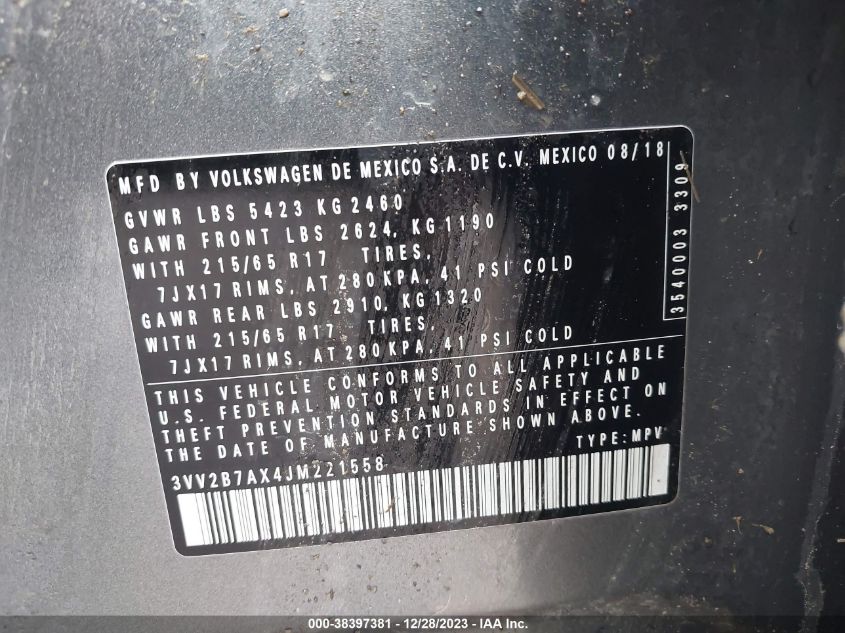 MFD BY VOLKSWAGEN DE MEXICO S.A. DE C.V. MEXICO 08/18
GVWR LBS 5423 KG 2460
GAWR FRONT LBS 2624, KG 1190
WITH 215/65 R17 TIRES,
7JX17 RIMS, AT 280 KPA, 41 PSI COLD
GAWR REAR LBS 2910, KG 1320
WITH 215/65 R17 TIRES,
7JX17 RIMS, AT 280 KPA, 41 PSI COLD
3540003 3309
THIS VEHICLE CONFORMS TO ALL APPLICABLE
U.S. FEDERAL MOTOR VEHICLE SAFETY AND
THEFT PREVENTION STANDARDS IN EFFECT ON
THE DATE OF MANUFACTURE SHOWN ABOVE.
TYPE: MPV
3VV2B7AX4JM221558
000-38397381 - 12/28/2023 - IAAI.COM